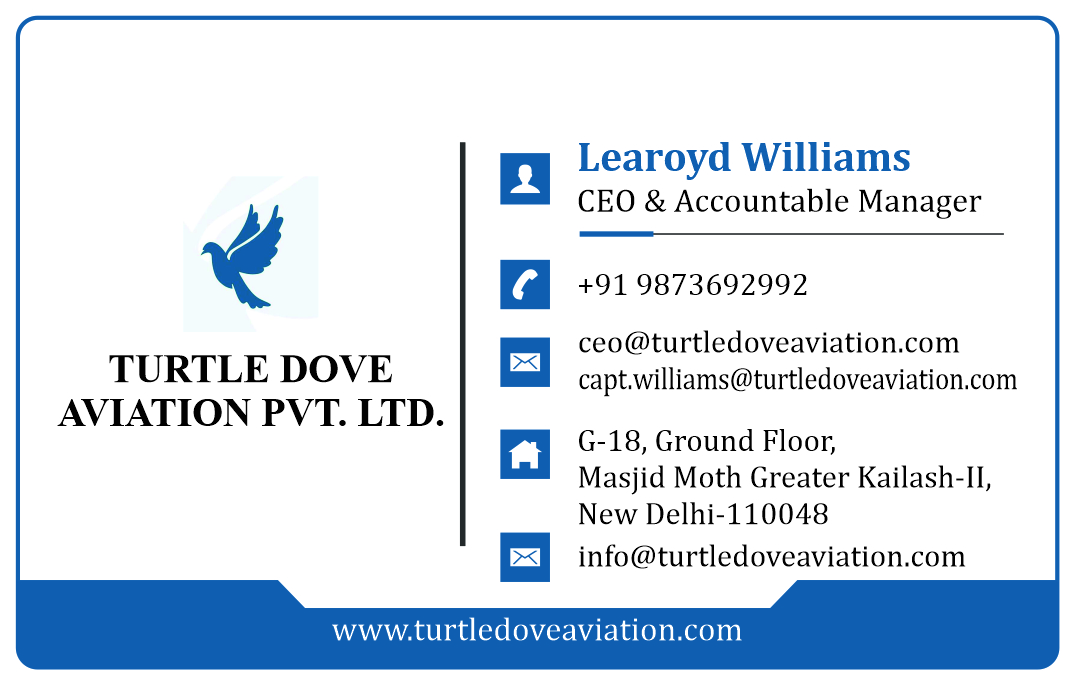 TURTLE DOVE
AVIATION PVT. LTD.
Learoyd Williams
CEO & Accountable Manager
+91 9873692992
ceo@turtledoveaviation.com
capt.williams@turtledoveaviation.com
G-18, Ground Floor,
Masjid Moth Greater Kailash-II,
New Delhi-110048
info@turtledoveaviation.com
www.turtledoveaviation.com